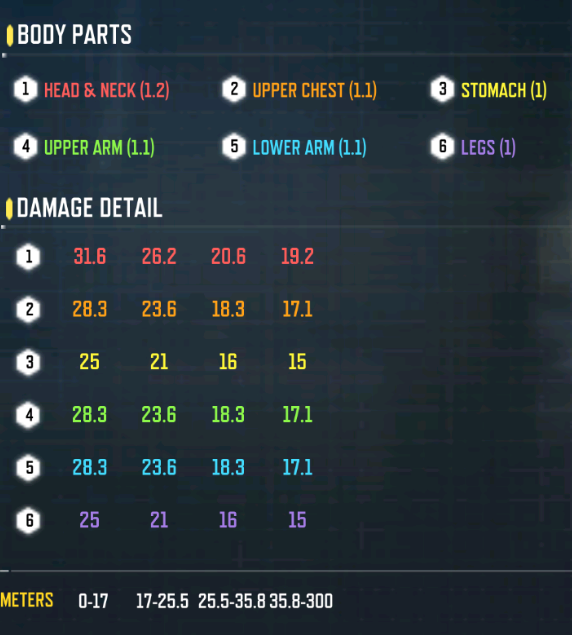 BODY PARTS
1 HEAD & NECK (1.2) 2 UPPER CHEST (1.1) 3 STOMACH (1)
4 UPPER ARM (1.1) 5 LOWER ARM (1.1) 6 LEGS (1)
DAMAGE DETAIL
1 31.6 26.2 20.6 19.2
2 28.3 23.6 18.3 17.1
3 25 21 16 15
4 28.3 23.6 18.3 17.1
5 28.3 23.6 18.3 17.1
6 25 21 16 15
METERS 0-17 17-25.5 25.5-35.8 35.8-300